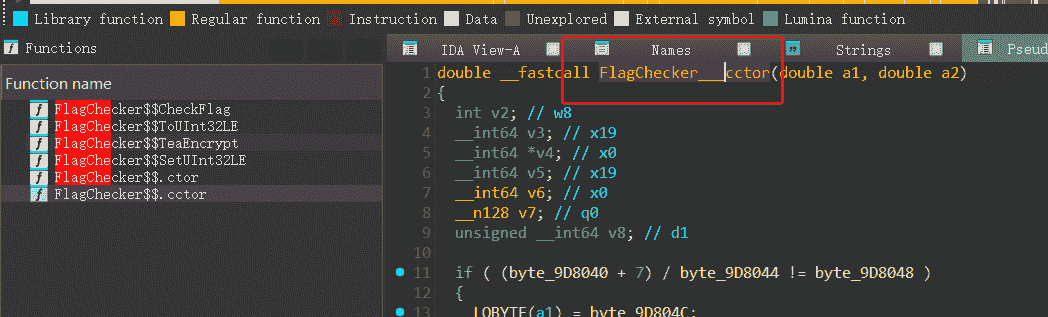 Library function Regular function Instruction Data Unexplored External symbol Lumina function
Functions
IDA View-A Names Strings Pseud
Function name
FlagChecker$$CheckFlag
FlagChecker$$ToUInt32LE
FlagChecker$$TeaEncrypt
FlagChecker$$SetUInt32LE
FlagChecker$$.ctor
FlagChecker$$.cctor
1 double __fastcall FlagChecker___cctor(double a1, double a2)
2 {
3 int v2; // w8
4 __int64 v3; // x19
5 __int64 *v4; // x0
6 __int64 v5; // x19
7 __int64 v6; // x0
8 __n128 v7; // q0
9 unsigned __int64 v8; // d1
10
11 if ( (byte_9D8040 + 7) / byte_9D8044 != byte_9D8048 )
12 {
13 LOBYTE(a1) = byte_9D804C;